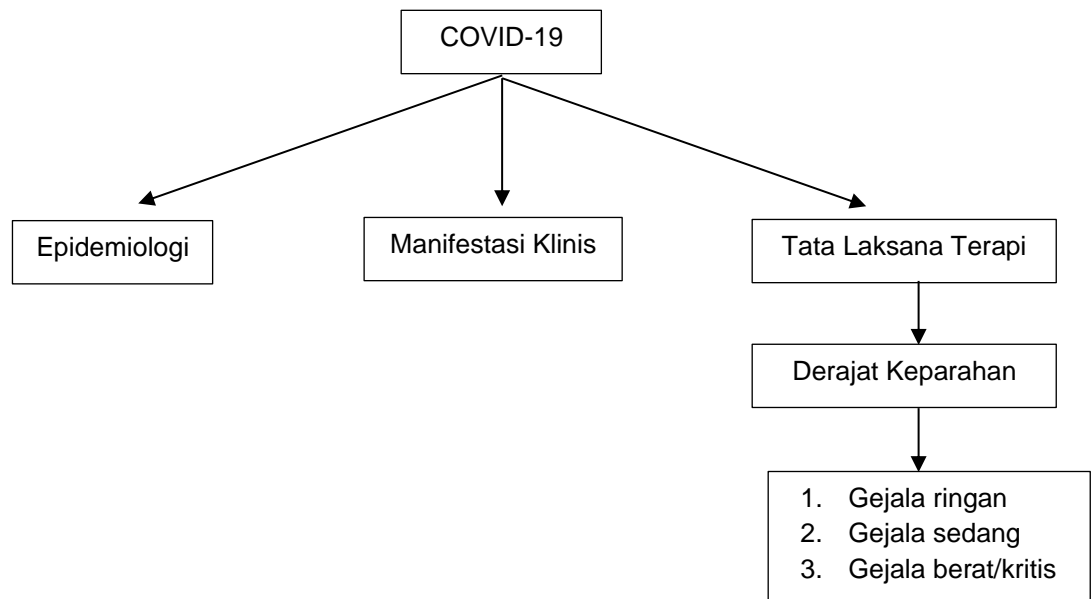 COVID-19
Epidemiologi
Manifestasi Klinis
Tata Laksana Terapi
Derajat Keparahan
1. Gejala ringan
2. Gejala sedang
3. Gejala berat/kritis